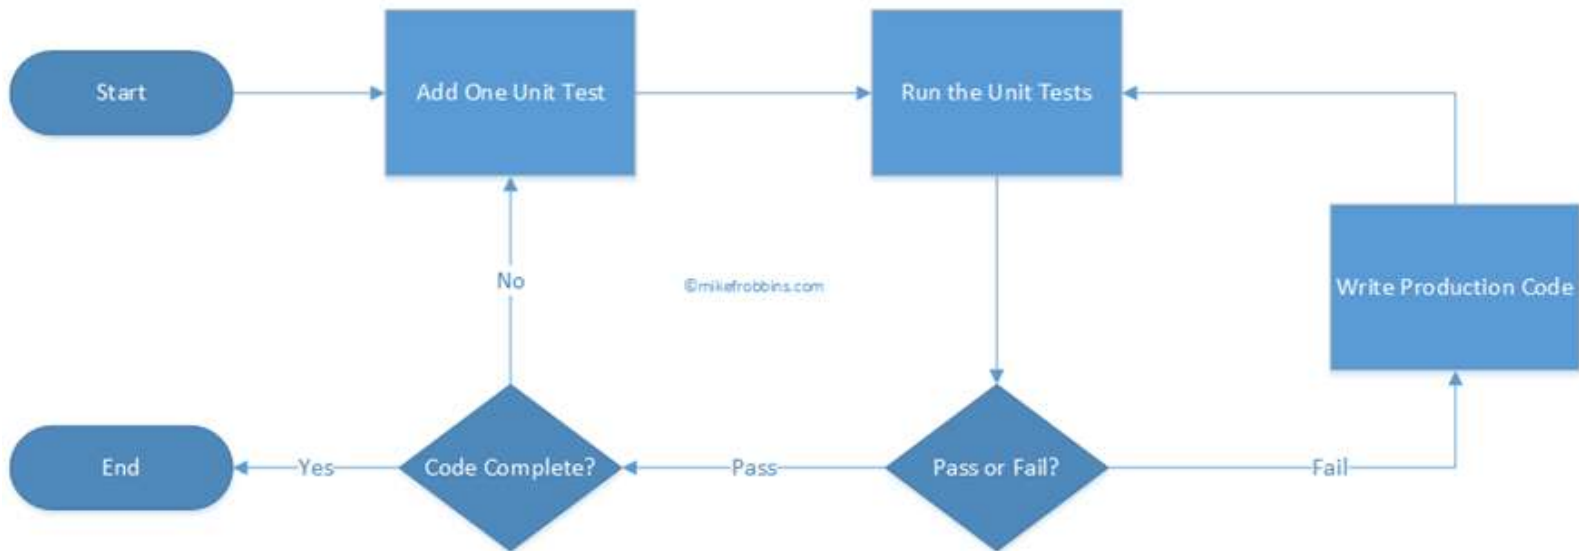 Start
Add One Unit Test
Run the Unit Tests
No
©mikefrobbins.com
Write Production Code
End
Yes
Code Complete?
Pass
Pass or Fail?
Fail